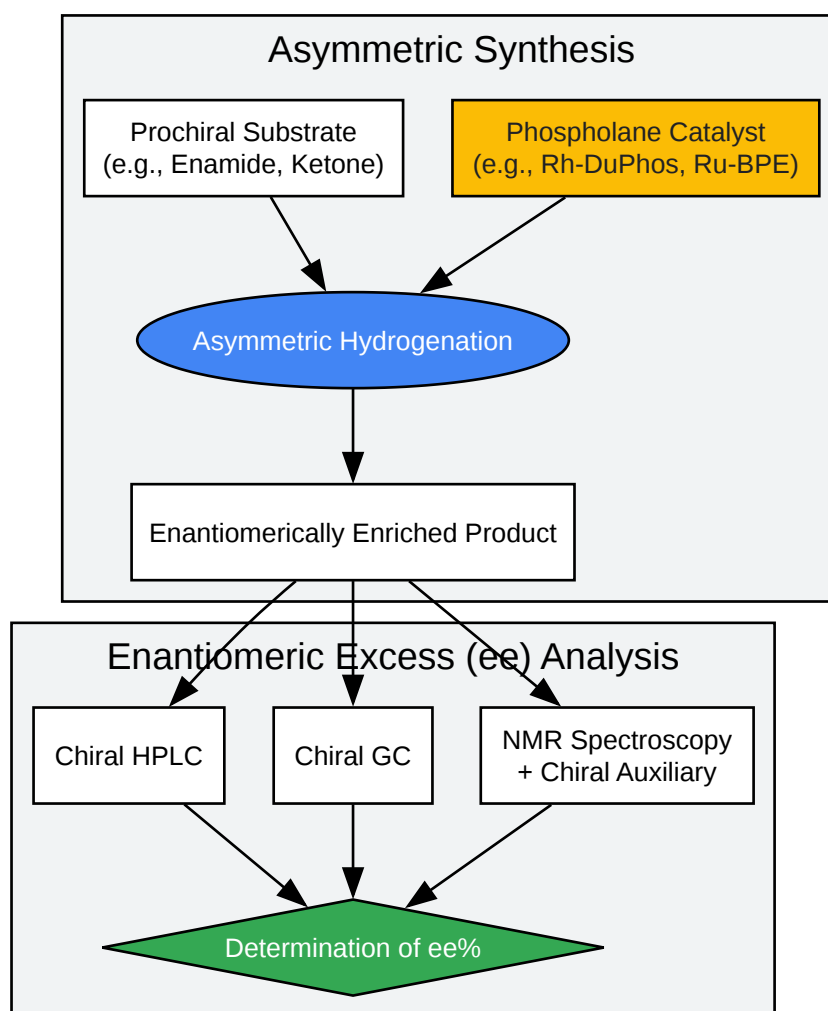 Asymmetric Synthesis
Prochiral Substrate
(e.g., Enamide, Ketone)
Phospholane Catalyst
(e.g., Rh-DuPhos, Ru-BPE)
Asymmetric Hydrogenation
Enantiomerically Enriched Product
Enantiomeric Excess (ee) Analysis
Chiral HPLC
Chiral GC
NMR Spectroscopy
+ Chiral Auxiliary
Determination of ee%